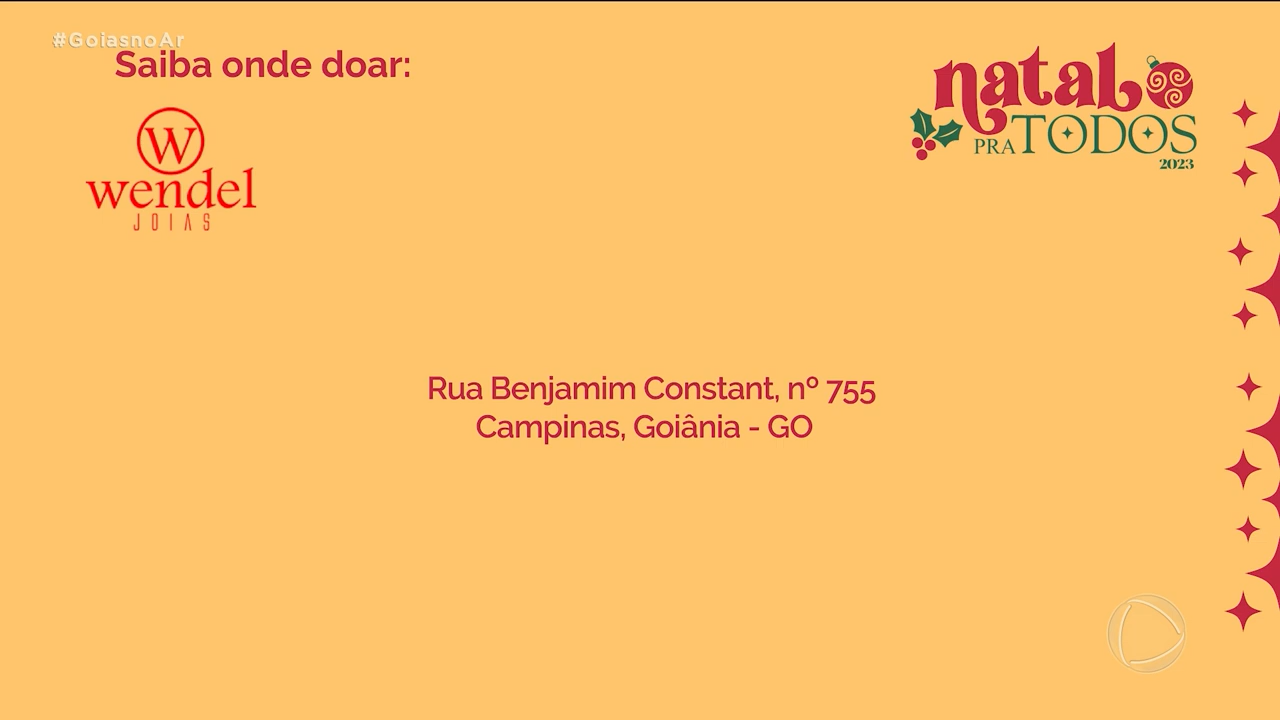 #GoiasnoAr
Saiba onde doar:
W
wendel
JOIAS
natal
PRA TODOS
2023
Rua Benjamim Constant, nº 755
Campinas, Goiânia - GO